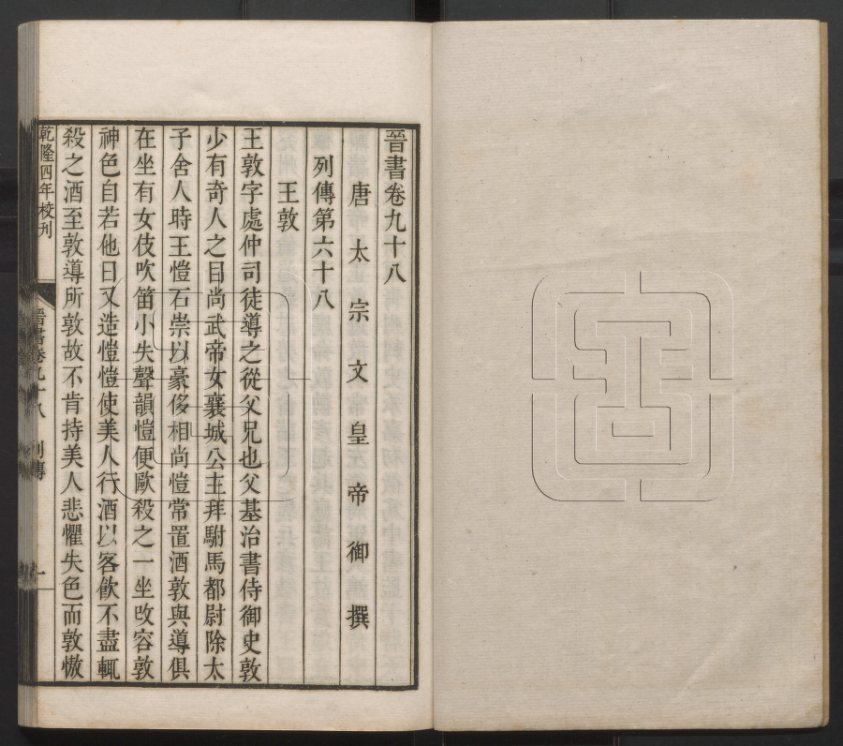 晉書卷九十八
唐太宗文皇帝御撰
列傳第六十八
王敦
王敦字處仲司徒導之從父兄也父基治書侍御史敦
少有奇人之目尚武帝女襄城公主拜駙馬都尉除太
子舍人時王愷石崇以豪侈相尚愷常置酒敦與導俱
在坐有女伎吹笛小失聲韻愷便毆殺之一坐改容敦
神色自若他日又造愷愷使美人行酒以客飮不盡輒
殺之酒至敦導所敦故不肯持美人悲懼失色而敦傲
乾隆四年校刊
晉書卷九十八 列傳
一